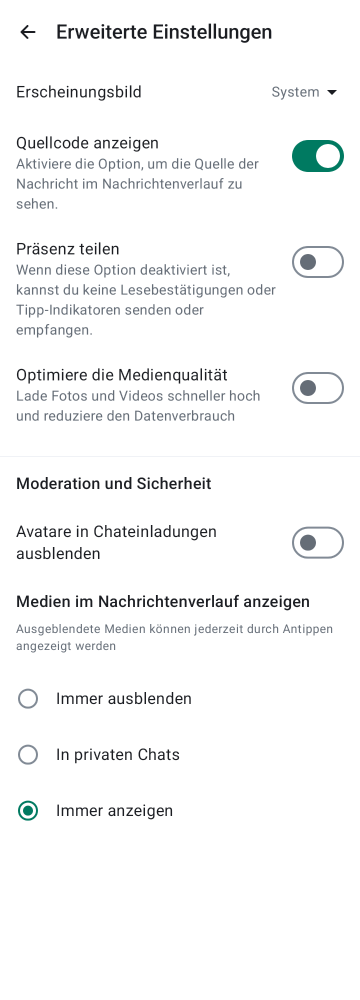 Erweiterte Einstellungen
Erscheinungsbild
System
Quellcode anzeigen
Aktiviere die Option, um die Quelle der
Nachricht im Nachrichtenverlauf zu
sehen.
Präsenz teilen
Wenn diese Option deaktiviert ist,
kannst du keine Lesebestätigungen oder
Tipp-Indikatoren senden oder
empfangen.
Optimiere die Medienqualität
Lade Fotos und Videos schneller hoch
und reduziere den Datenverbrauch
Moderation und Sicherheit
Avatare in Chateinladungen
ausblenden
Medien im Nachrichtenverlauf anzeigen
Ausgeblendete Medien können jederzeit durch Antippen
angezeigt werden
Immer ausblenden
In privaten Chats
Immer anzeigen